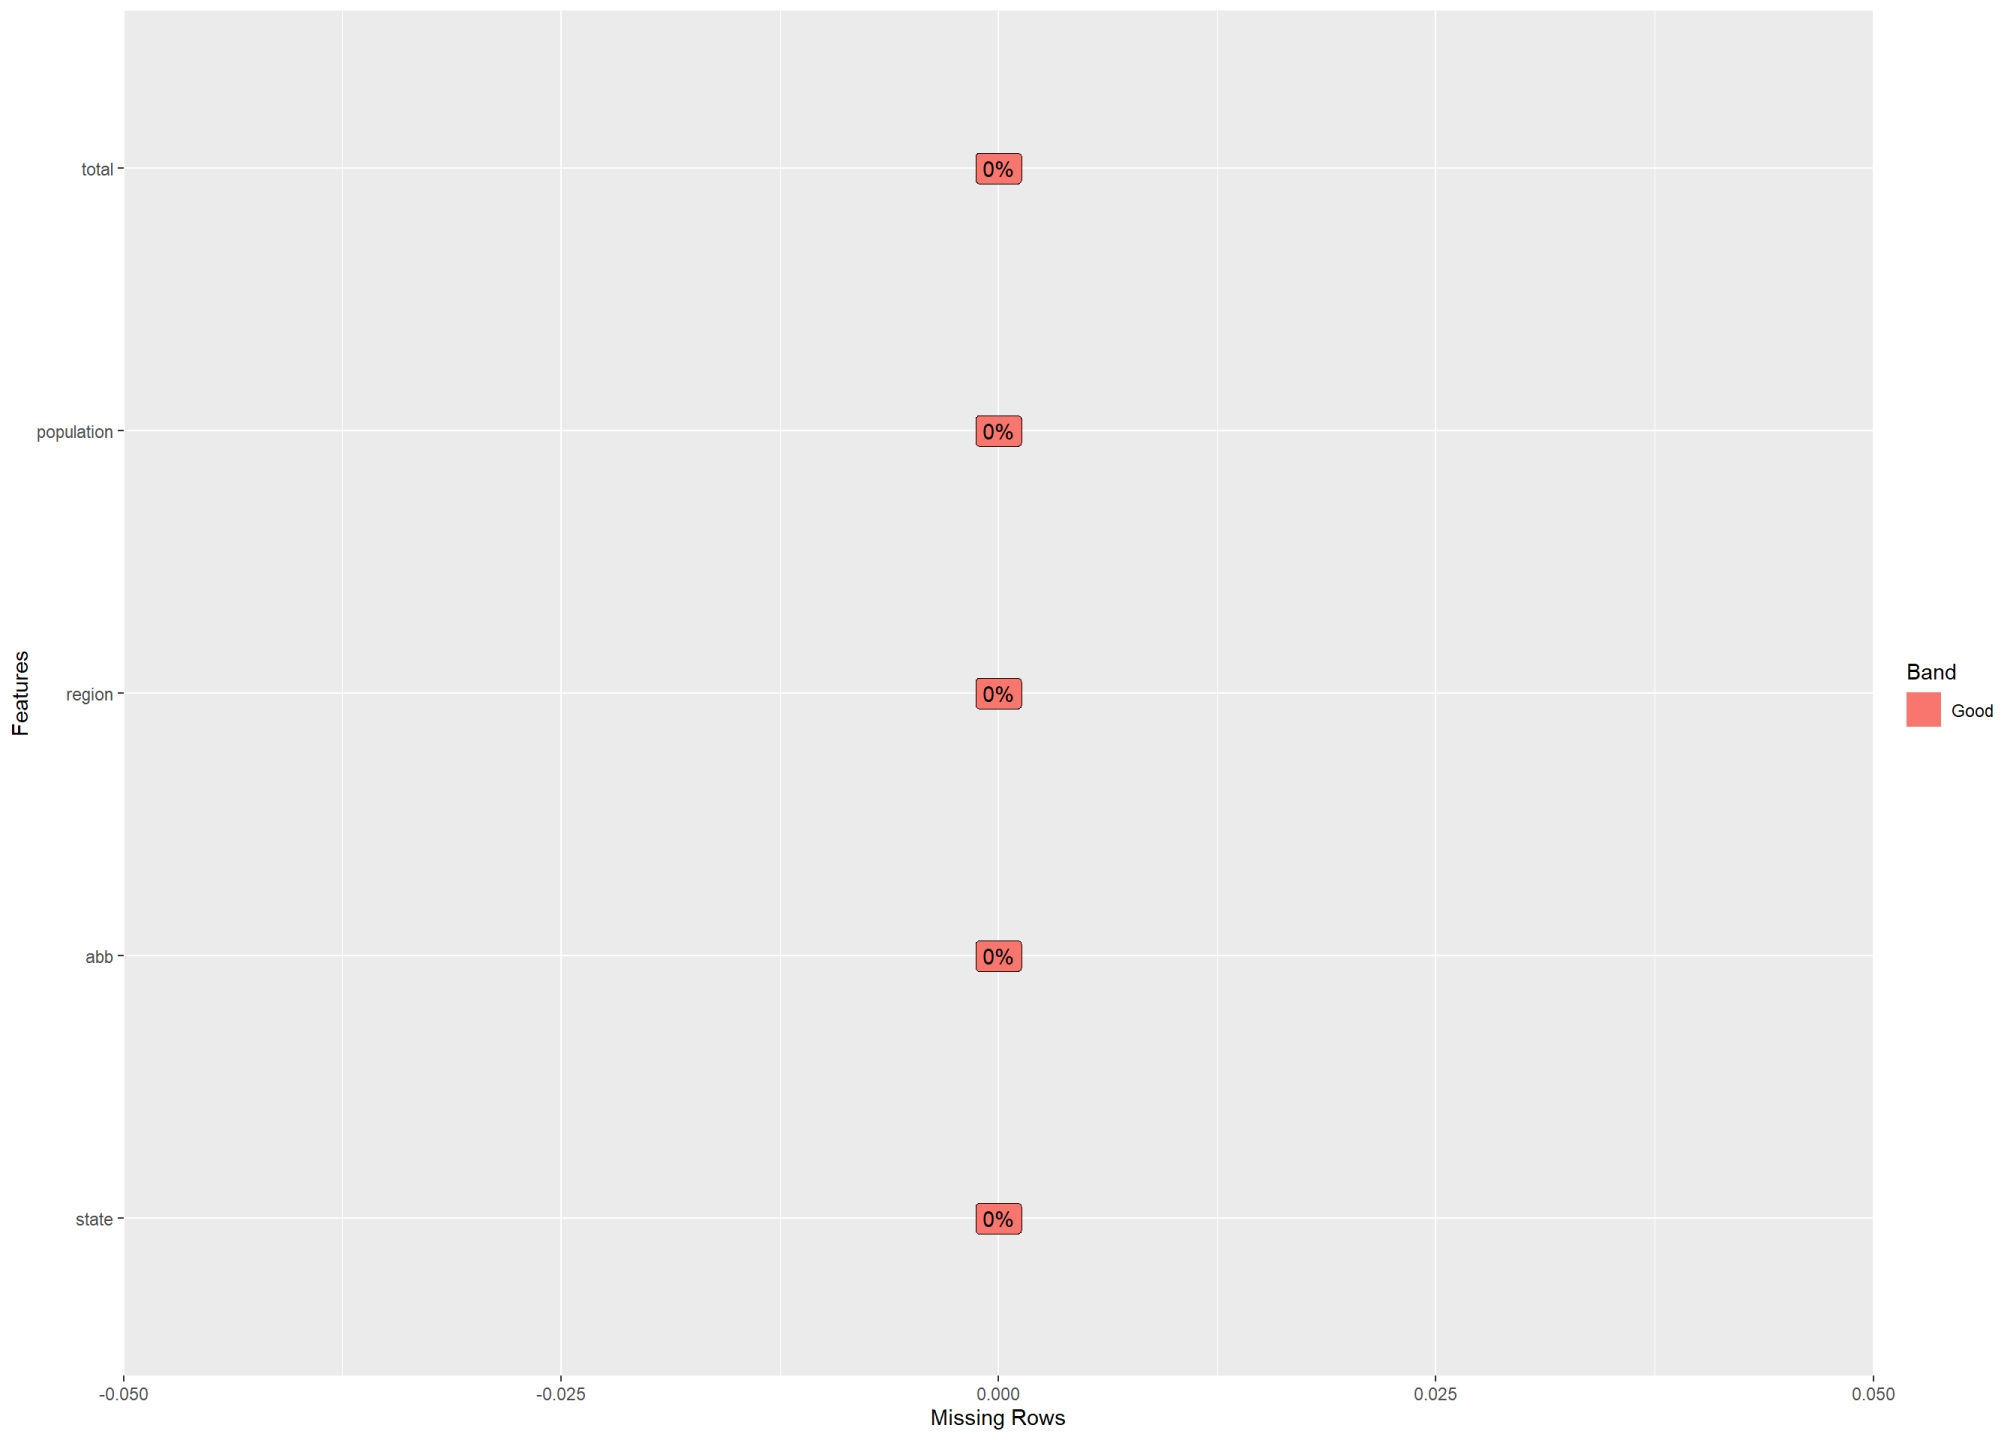 total
0%
population
0%
Features
region
0%
Band
Good
abb
0%
state
0%
-0.050
-0.025
0.000
0.025
0.050
Missing Rows